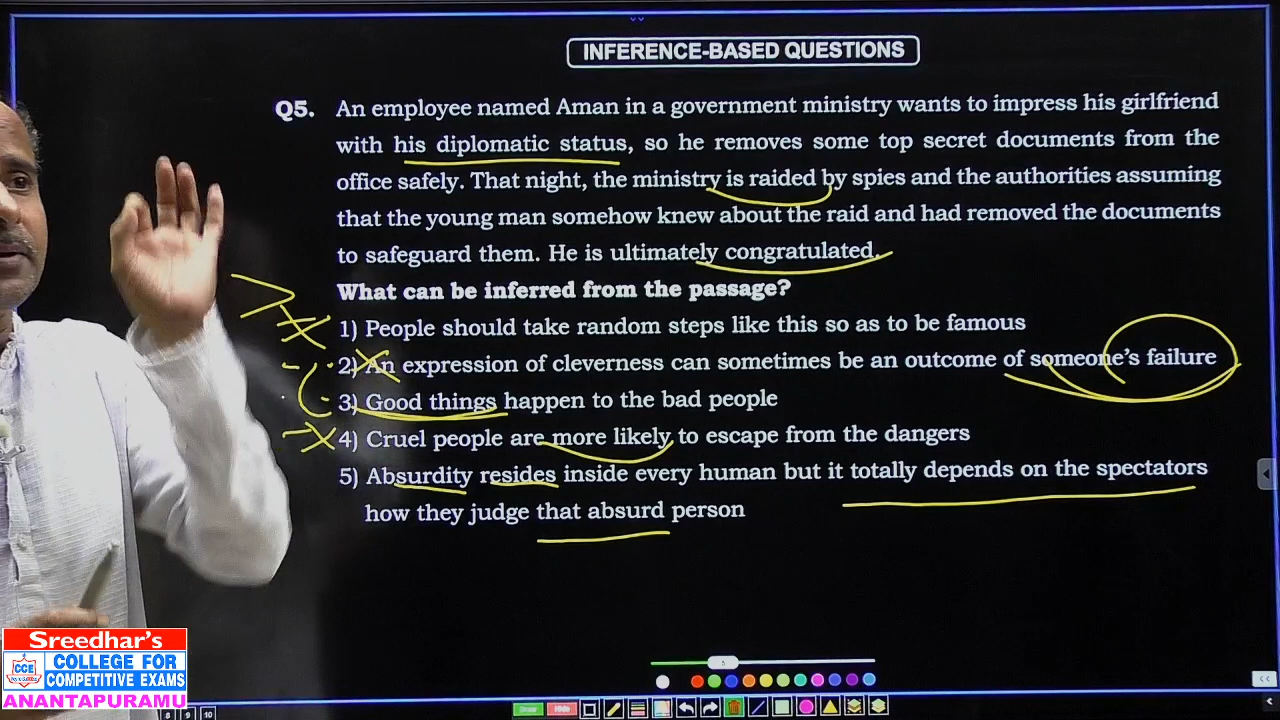 INFERENCE-BASED QUESTIONS
Q5. An employee named Aman in a government ministry wants to impress his girlfriend
with his diplomatic status, so he removes some top secret documents from the
office safely. That night, the ministry is raided by spies and the authorities assuming
that the young man somehow knew about the raid and had removed the documents
to safeguard them. He is ultimately congratulated.
What can be inferred from the passage?
1) People should take random steps like this so as to be famous
2) An expression of cleverness can sometimes be an outcome of someone's failure
3) Good things happen to the bad people
4) Cruel people are more likely to escape from the dangers
5) Absurdity resides inside every human but it totally depends on the spectators
how they judge that absurd person
Sreedhar's
CCE
COLLEGE FOR
COMPETITIVE EXAMS
ANANTAPURAMU
5
Draw Hide
8 9 10